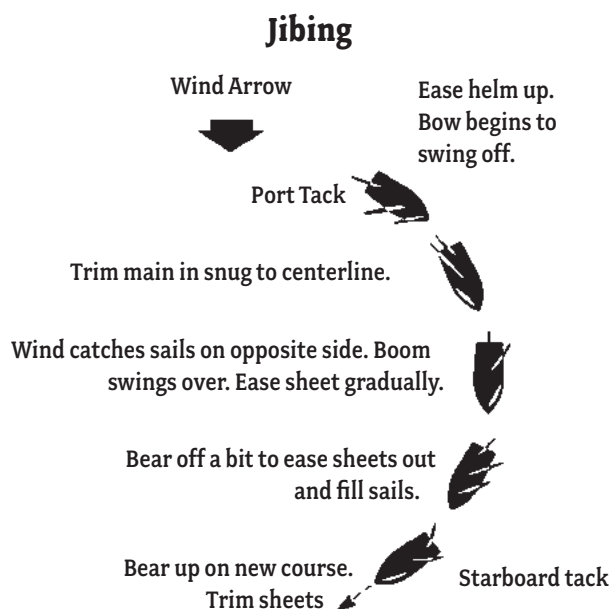 Jibing
Wind Arrow
Ease helm up.
Bow begins to
swing off.
Port Tack
Trim main in snug to centerline.
Wind catches sails on opposite side. Boom
swings over. Ease sheet gradually.
Bear off a bit to ease sheets out
and fill sails.
Bear up on new course.
Trim sheets
Starboard tack